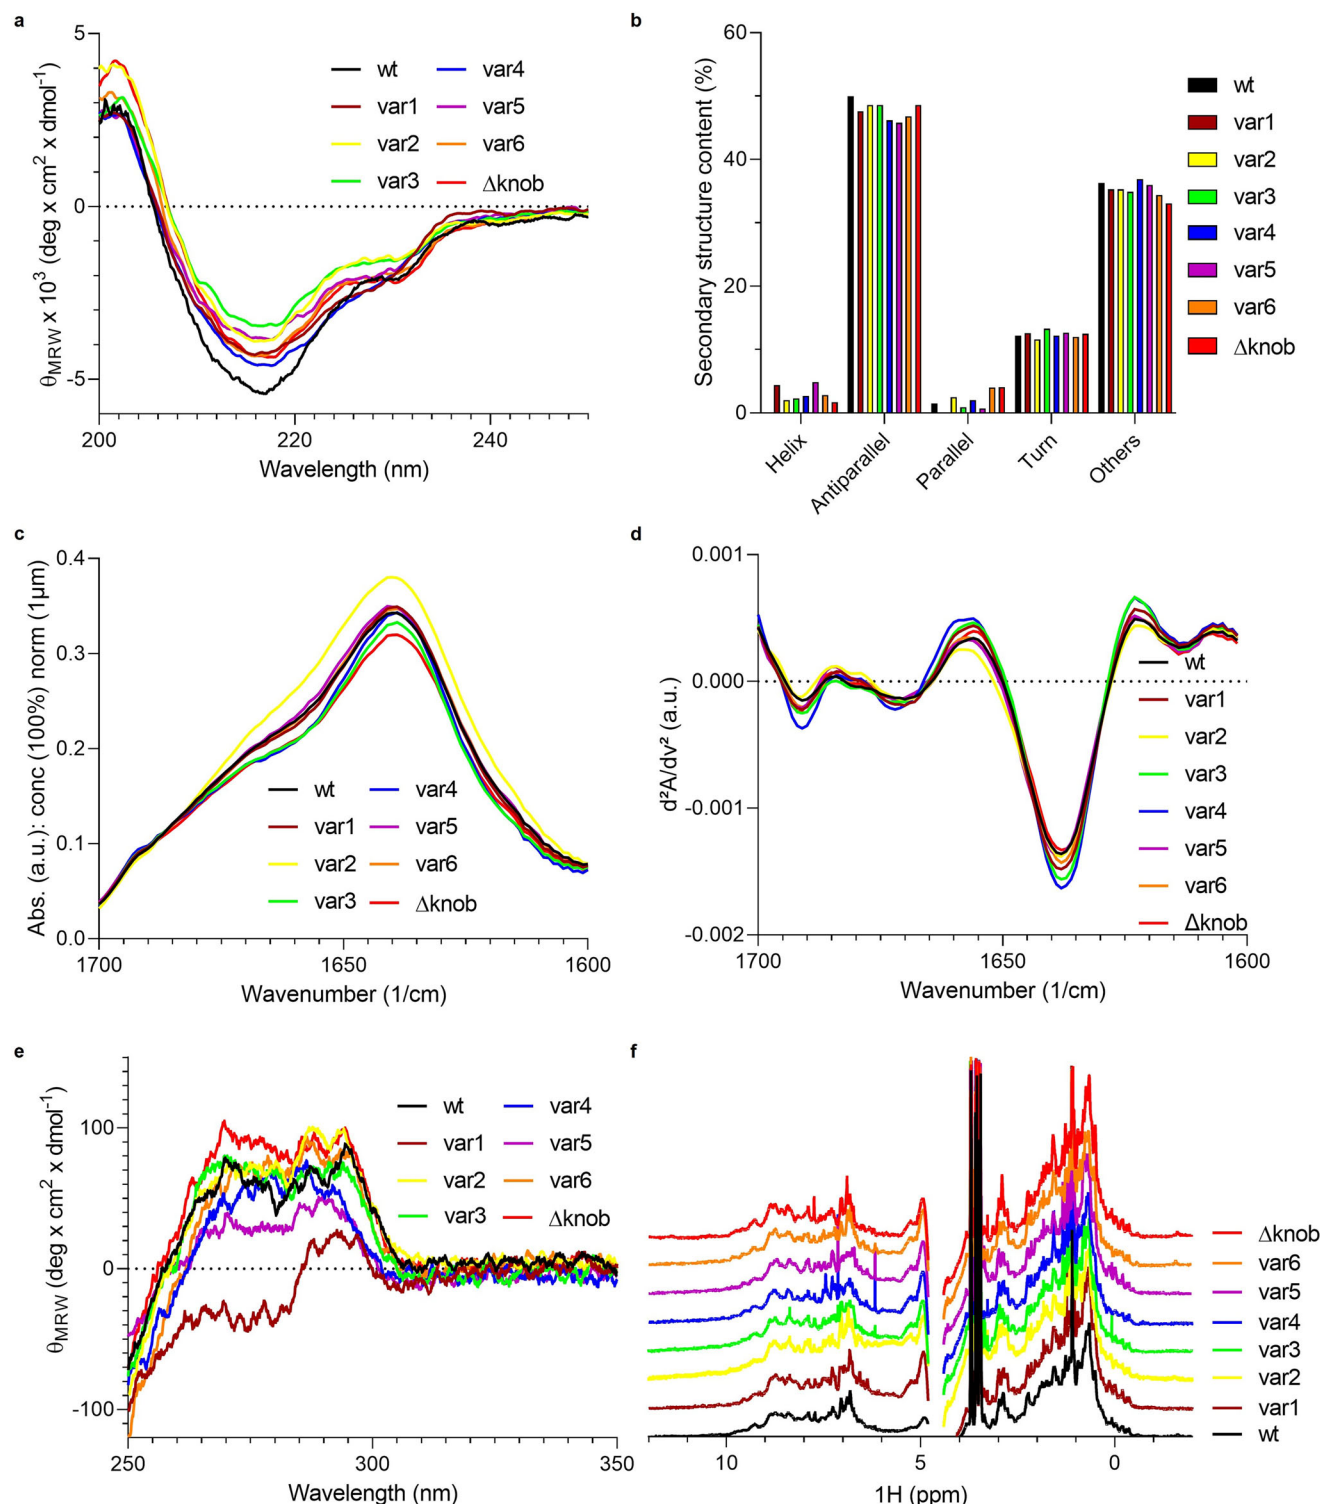 a
5
0
-5
200
220
240
θMRW x 10³ (deg x cm² x dmol⁻¹)
Wavelength (nm)
wt
var1
var2
var3
var4
var5
var6
Δknob
b
60
40
20
0
Secondary structure content (%)
Helix
Antiparallel
Parallel
Turn
Others
wt
var1
var2
var3
var4
var5
var6
Δknob
c
0.4
0.3
0.2
0.1
0.0
1700
1650
1600
Abs. (a.u.): conc (100%) norm (1µm)
Wavenumber (1/cm)
wt
var1
var2
var3
var4
var5
var6
Δknob
d
0.001
0.000
-0.001
-0.002
1700
1650
1600
d²A/dv² (a.u.)
Wavenumber (1/cm)
wt
var1
var2
var3
var4
var5
var6
Δknob
e
100
0
-100
250
300
350
θMRW (deg x cm² x dmol⁻¹)
Wavelength (nm)
wt
var1
var2
var3
var4
var5
var6
Δknob
f
10
5
0
1H (ppm)
Δknob
var6
var5
var4
var3
var2
var1
wt